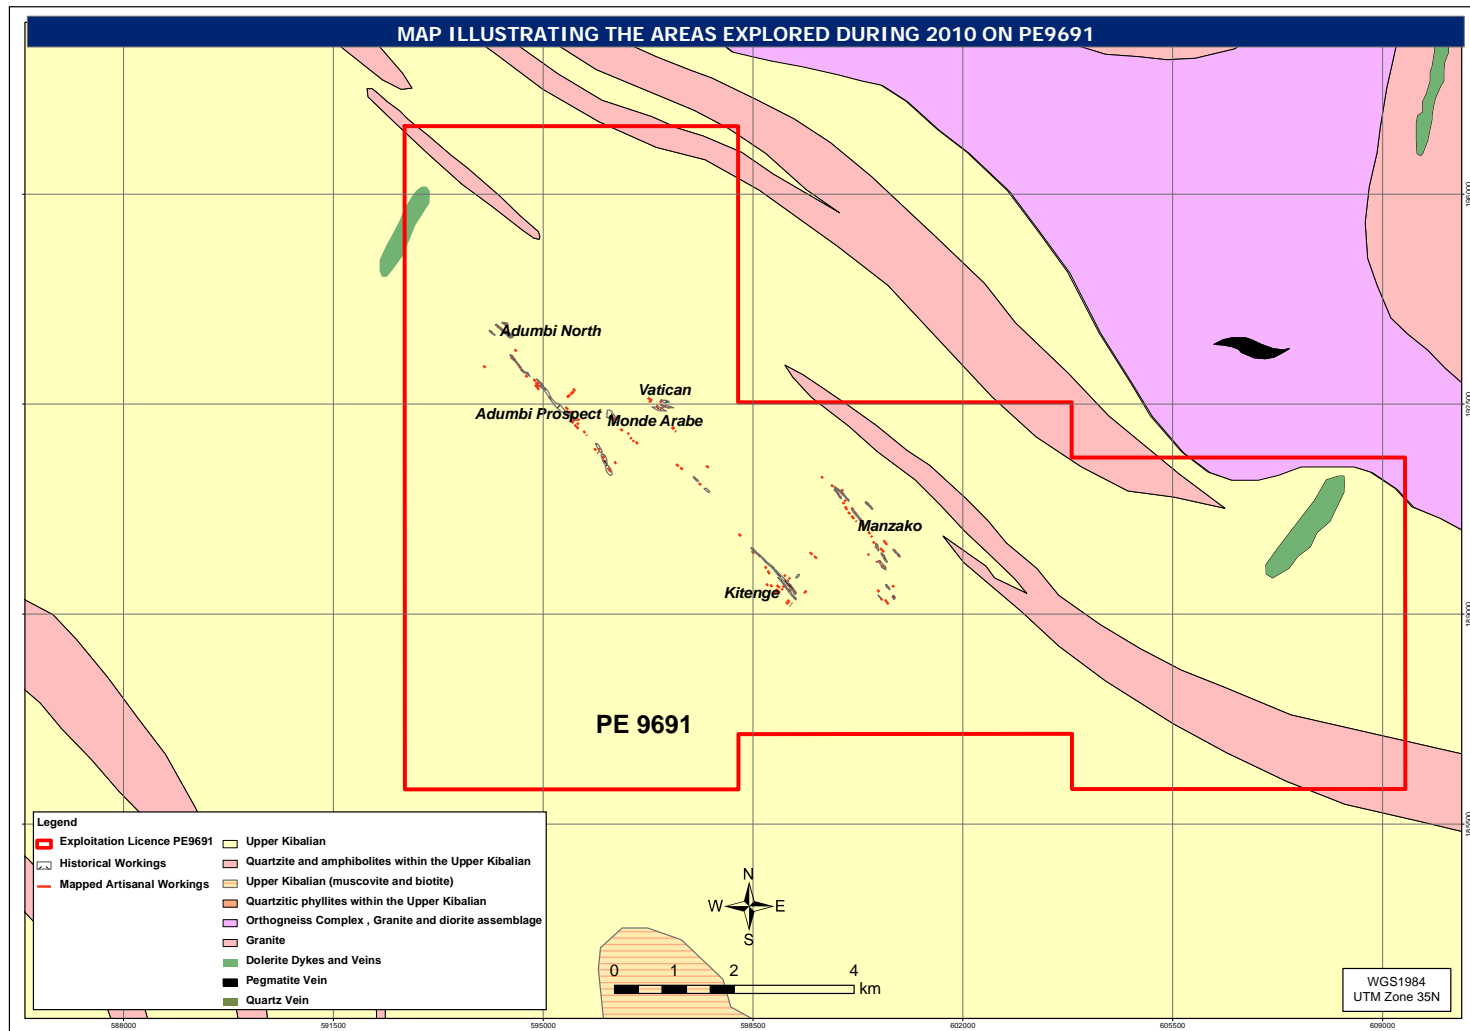 MAP ILLUSTRATING THE AREAS EXPLORED DURING 2010 ON PE9691
196000
Adumbi North
Vatican
192500
Adumbi Prospect
Monde Arabe
Manzako
Kitenge
189000
PE 9691
185500
Legend
Exploitation Licence PE9691
Historical Workings
Mapped Artisanal Workings
Upper Kibalian
Quartzite and amphibolites within the Upper Kibalian
Upper Kibalian (muscovite and biotite)
Quartzitic phyllites within the Upper Kibalian
Orthogneiss Complex , Granite and diorite assemblage
Granite
Dolerite Dykes and Veins
Pegmatite Vein
Quartz Vein
N
W E
S
0 1 2 4
km
WGS1984
UTM Zone 35N
588000 591500 595000 598500 602000 605500 609000